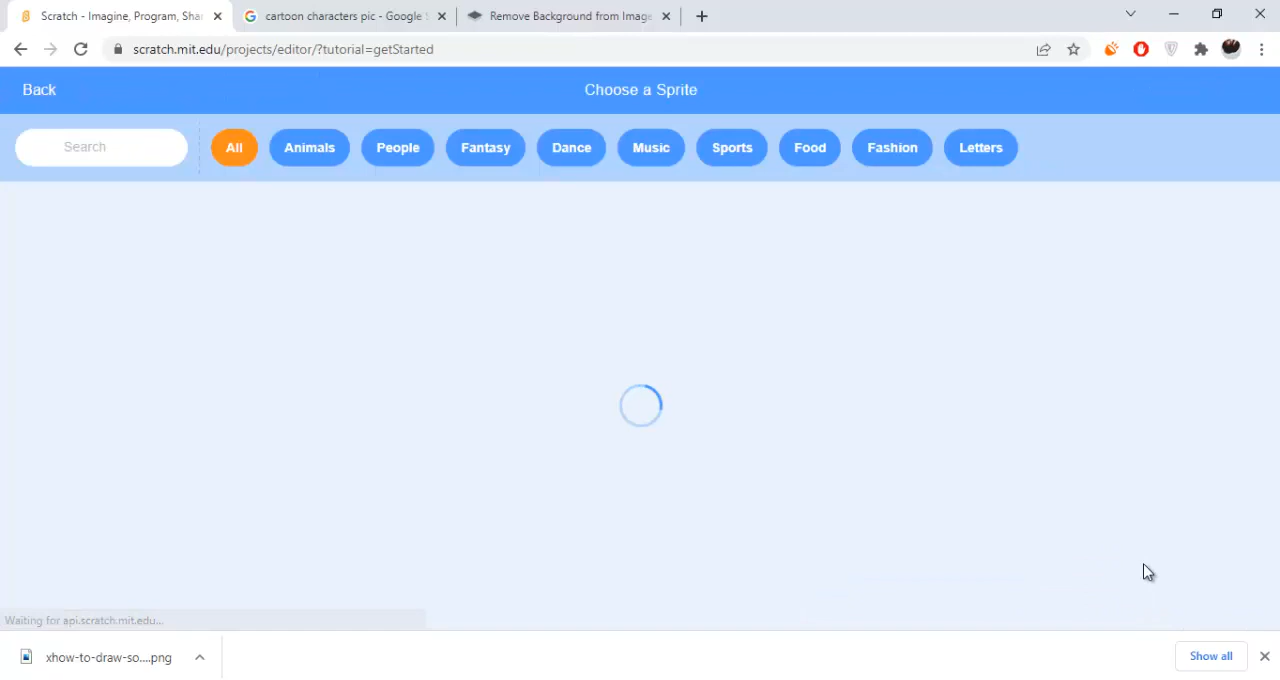 Scratch - Imagine, Program, Shar
cartoon characters pic - Google S
Remove Background from Image
scratch.mit.edu/projects/editor/?tutorial=getStarted
Back
Choose a Sprite
Search
All
Animals
People
Fantasy
Dance
Music
Sports
Food
Fashion
Letters
Waiting for api.scratch.mit.edu...
xhow-to-draw-so....png
Show all